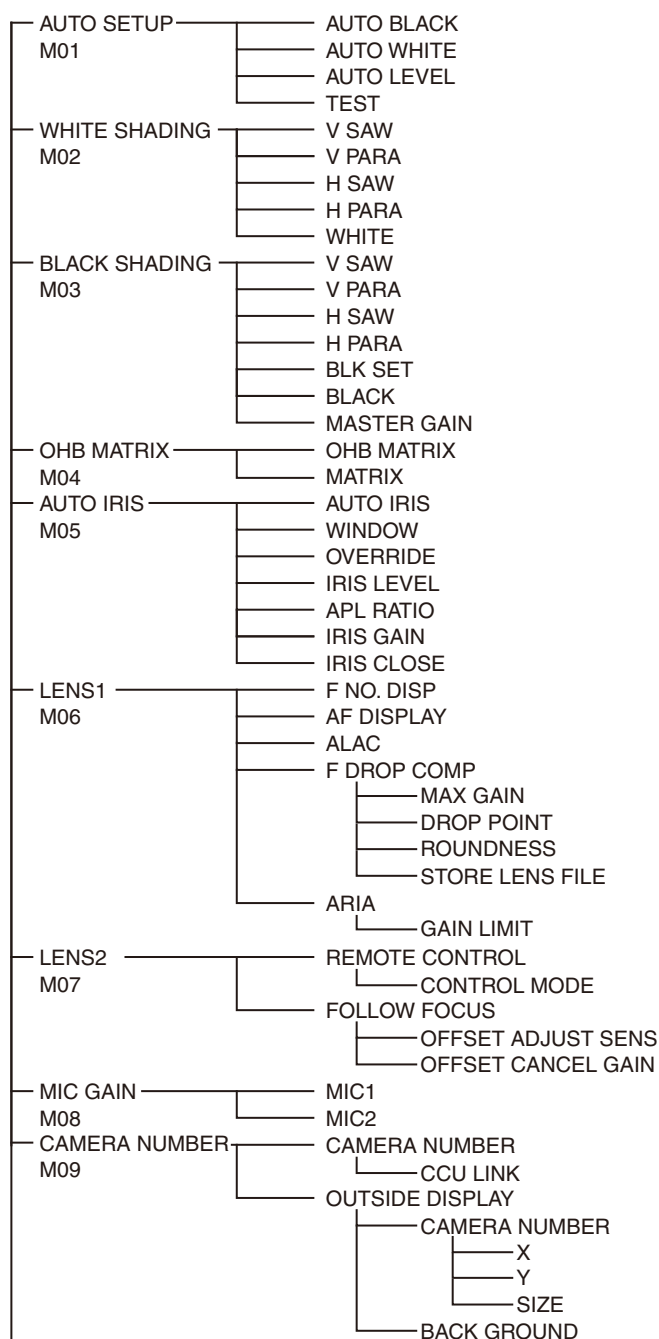 AUTO SETUP AUTO BLACK
M01 AUTO WHITE
AUTO LEVEL
TEST
WHITE SHADING V SAW
M02 V PARA
H SAW
H PARA
WHITE
BLACK SHADING V SAW
M03 V PARA
H SAW
H PARA
BLK SET
BLACK
MASTER GAIN
OHB MATRIX OHB MATRIX
M04 MATRIX
AUTO IRIS AUTO IRIS
M05 WINDOW
OVERRIDE
IRIS LEVEL
APL RATIO
IRIS GAIN
IRIS CLOSE
LENS1 F NO. DISP
M06 AF DISPLAY
ALAC
F DROP COMP
MAX GAIN
DROP POINT
ROUNDNESS
STORE LENS FILE
ARIA
GAIN LIMIT
LENS2 REMOTE CONTROL
M07 CONTROL MODE
FOLLOW FOCUS
OFFSET ADJUST SENS
OFFSET CANCEL GAIN
MIC GAIN MIC1
M08 MIC2
CAMERA NUMBER CAMERA NUMBER
M09 CCU LINK
OUTSIDE DISPLAY
CAMERA NUMBER
X
Y
SIZE
BACK GROUND